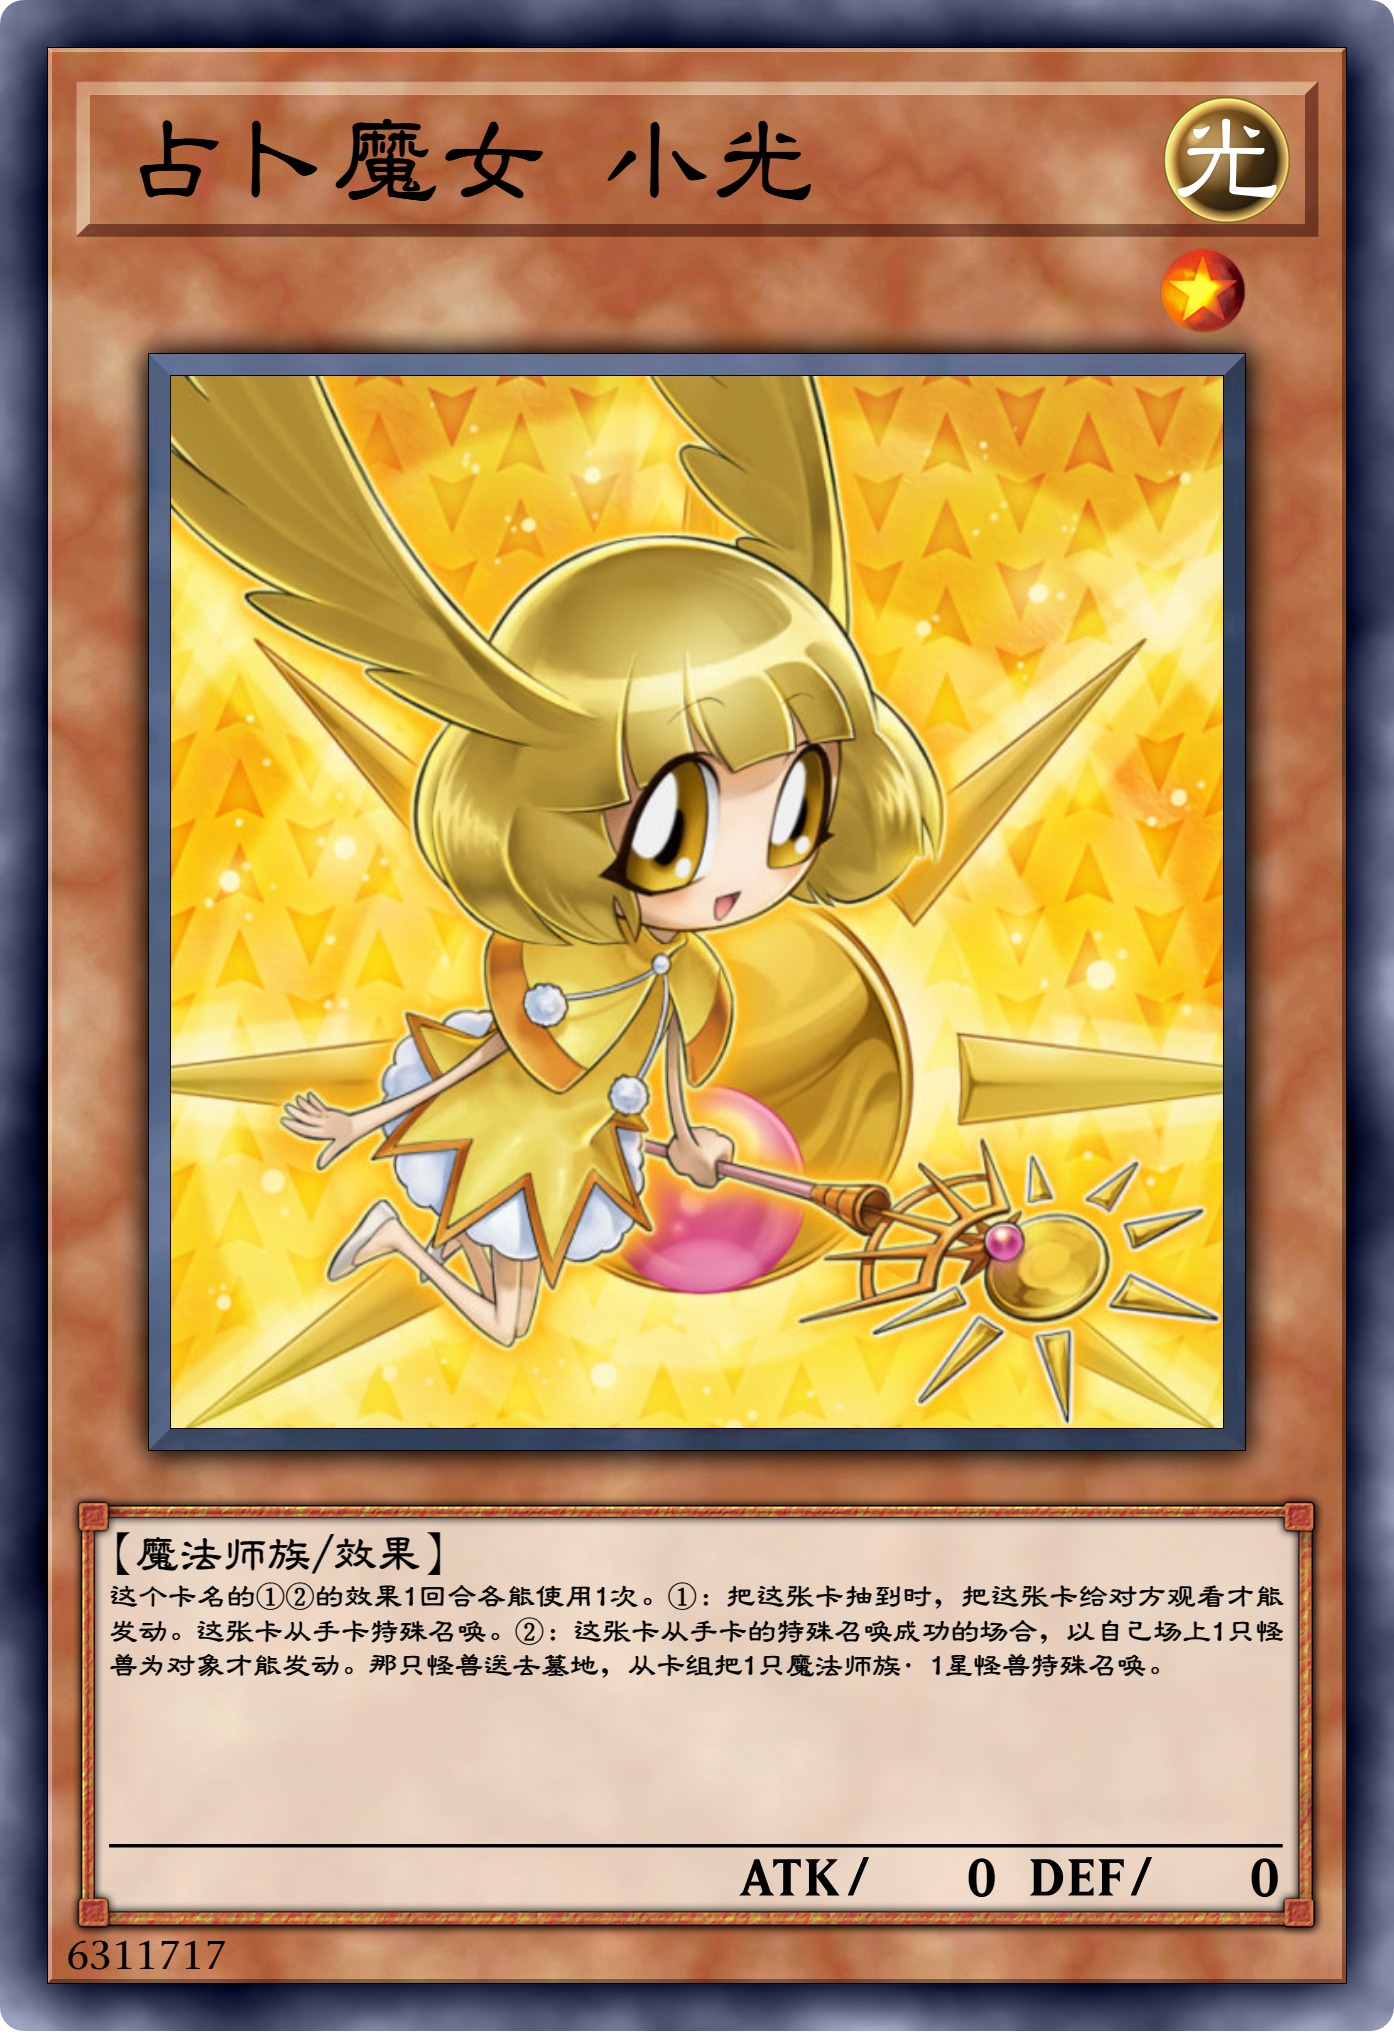 占卜魔女 小光
光
【魔法师族/效果】
这个卡名的①②的效果1回合各能使用1次。①：把这张卡抽到时，把这张卡给对方观看才能
发动。这张卡从手卡特殊召唤。②：这张卡从手卡的特殊召唤成功的场合，以自己场上1只怪
兽为对象才能发动。那只怪兽送去墓地，从卡组把1只魔法师族·1星怪兽特殊召唤。
ATK/ 0 DEF/ 0
6311717